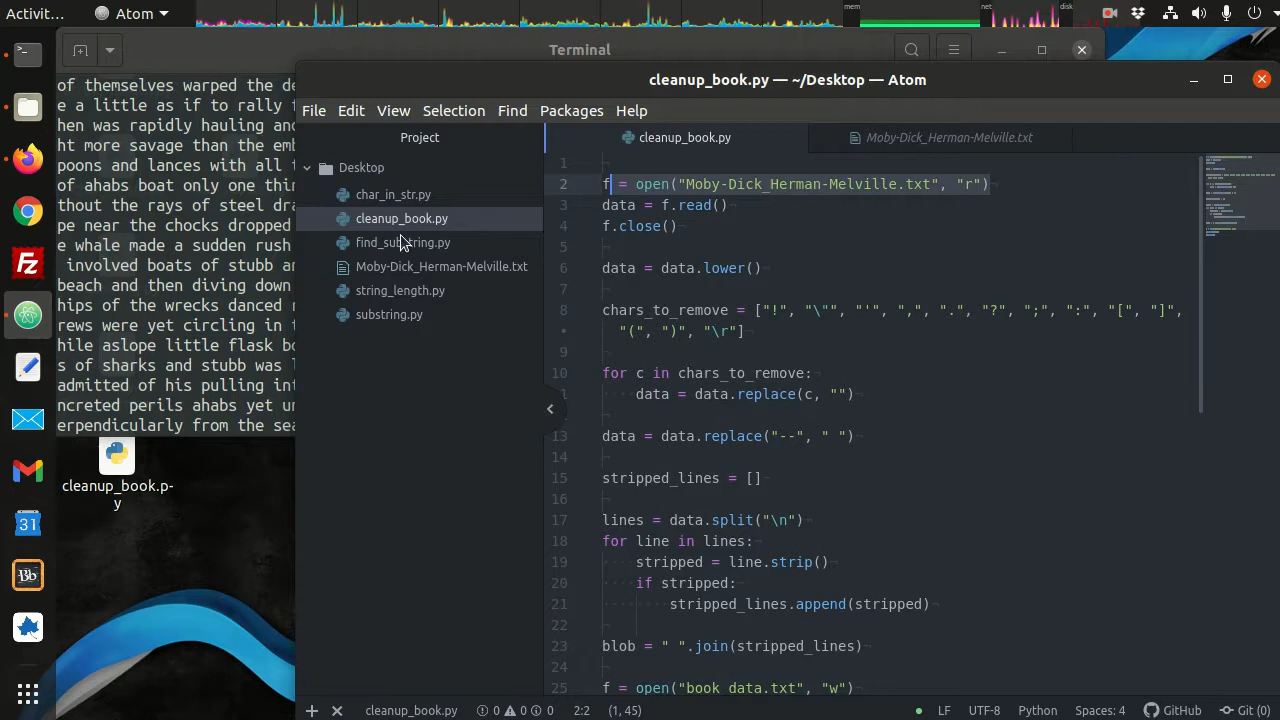 Activit…
Atom
mem
net
disk
Terminal
of themselves warped the de
e a little as if to rally t
hen was rapidly hauling and
ht more savage than the emb
poons and lances with all t
of ahabs boat only one
thout the rays of steel dra
pe near the chocks dropped
e whale made a sudden rush
involved boats of stubb an
beach and then diving down
hips of the wrecks danced r
rews were yet circling in t
hile aslope little flask bo
s of sharks and stubb was l
admitted of his pulling int
ncreted perils ahabs yet un
erpendicularly from the sea
cleanup_book.p-
y
cleanup_book.py — ~/Desktop — Atom
File Edit View Selection Find Packages Help
Project
Desktop
char_in_str.py
cleanup_book.py
find_substring.py
Moby-Dick_Herman-Melville.txt
string_length.py
substring.py
cleanup_book.py
Moby-Dick_Herman-Melville.txt
1
2 f = open("Moby-Dick_Herman-Melville.txt", "r")
3 data = f.read()
4 f.close()
5
6 data = data.lower()
7
8 chars_to_remove = ["!", "\"", "'", ",", ".", "?", ";", ":", "[", "]",
• "(", ")", "\r"]
9
10 for c in chars_to_remove:
data = data.replace(c, "")
13 data = data.replace("--", " ")
14
15 stripped_lines = []
16
17 lines = data.split("\n")
18 for line in lines:
19 stripped = line.strip()
20 if stripped:
21 stripped_lines.append(stripped)
22
23 blob = " ".join(stripped_lines)
24
25 f = open("book_data.txt", "w")
cleanup_book.py 0 0 0 2:2 (1, 45)
LF UTF-8 Python Spaces: 4 GitHub Git (0)
Fz
31
Bb